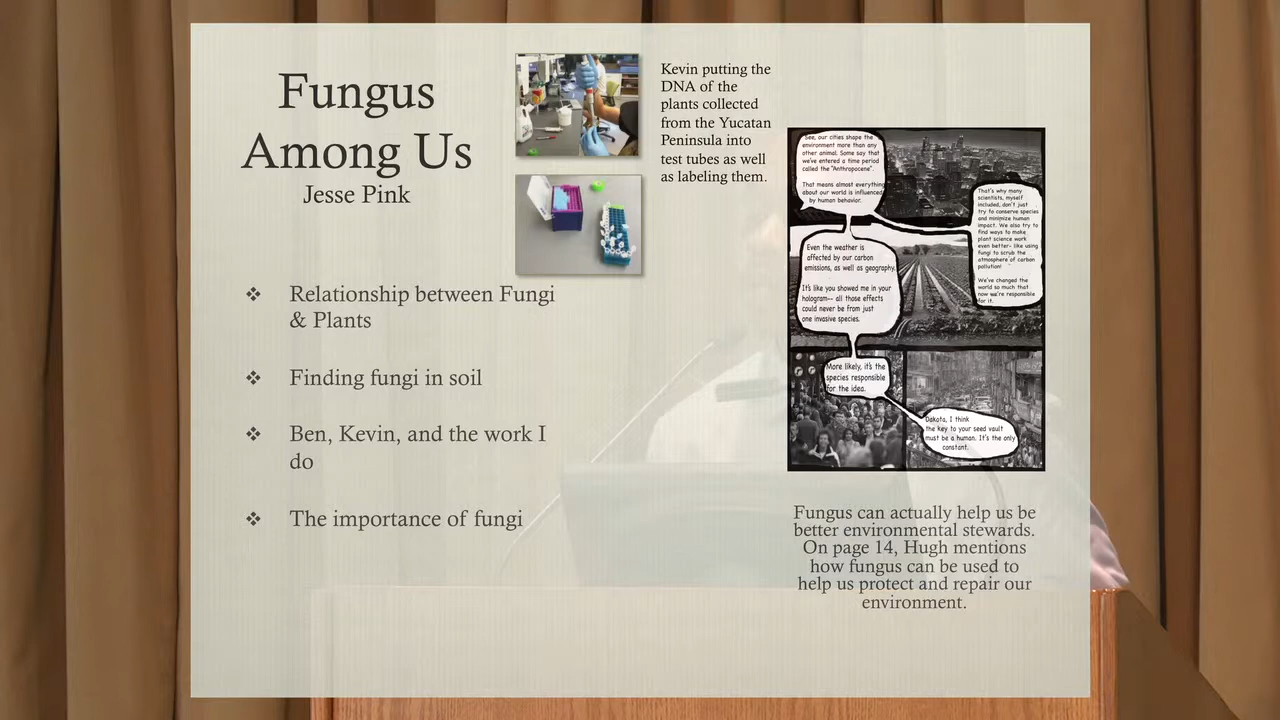 Fungus
Among Us
Jesse Pink
❖ Relationship between Fungi
& Plants
❖ Finding fungi in soil
❖ Ben, Kevin, and the work I
do
❖ The importance of fungi
Kevin putting the
DNA of the
plants collected
from the Yucatan
Peninsula into
test tubes as well
as labeling them.
See, our cities shape the
environment more than any
other animal. Some say that
we've entered a time period
called the "Anthropocene".
That means almost everything
about our world is influenced
by human behavior.
That's why many
scientists, myself
included, don't just
try to conserve species
and minimize human
impact. We also try to
find ways to make
plant science work
even better- like using
fungi to scrub the
atmosphere of carbon
pollution!
We've changed the
world so much that
now we're responsible
for it.
Even the weather is
affected by our carbon
emissions, as well as geography.
It's like you showed me in your
hologram-- all those effects
could never be from just
one invasive species.
More likely, it's the
species responsible
for the idea.
Dakota, I think
the key to your seed vault
must be a human. It's the only
constant.
Fungus can actually help us be
better environmental stewards.
On page 14, Hugh mentions
how fungus can be used to
help us protect and repair our
environment.